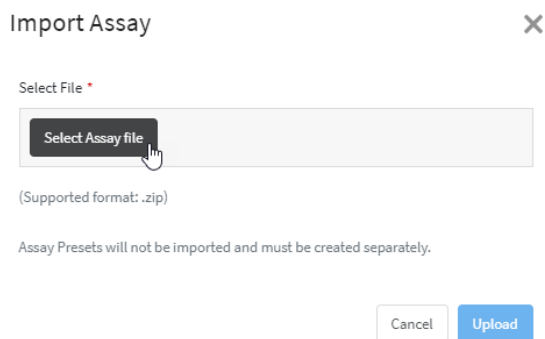 Import Assay
Select File *
Select Assay file
(Supported format: .zip)
Assay Presets will not be imported and must be created separately.
Cancel
Upload